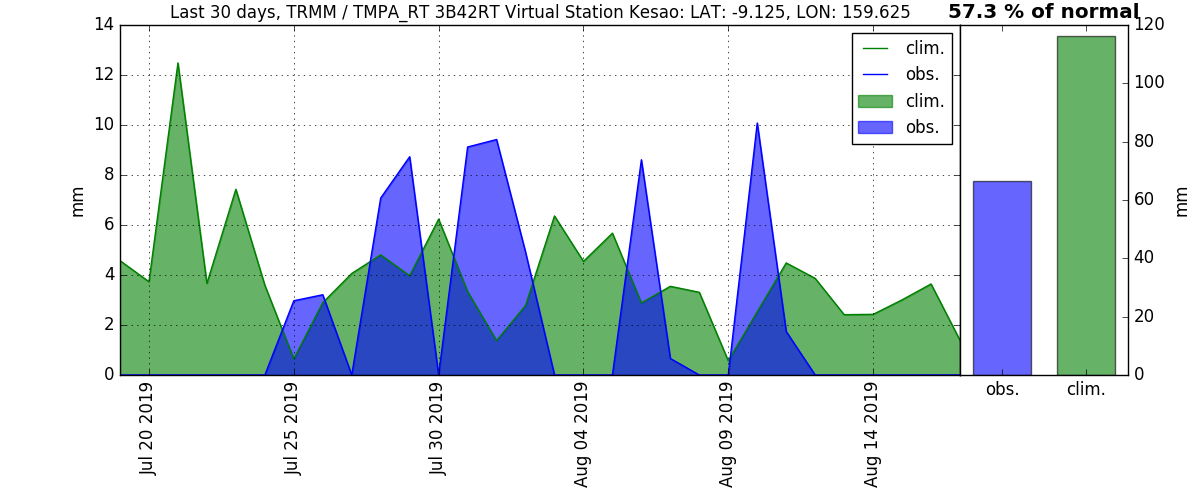 Last 30 days, TRMM / TMPA_RT 3B42RT Virtual Station Kesao: LAT: -9.125, LON: 159.625
57.3 % of normal
14
12
10
8
6
4
2
0
mm
clim.
obs.
clim.
obs.
120
100
80
60
40
20
0
mm
Jul 20 2019
Jul 25 2019
Jul 30 2019
Aug 04 2019
Aug 09 2019
Aug 14 2019
obs.
clim.